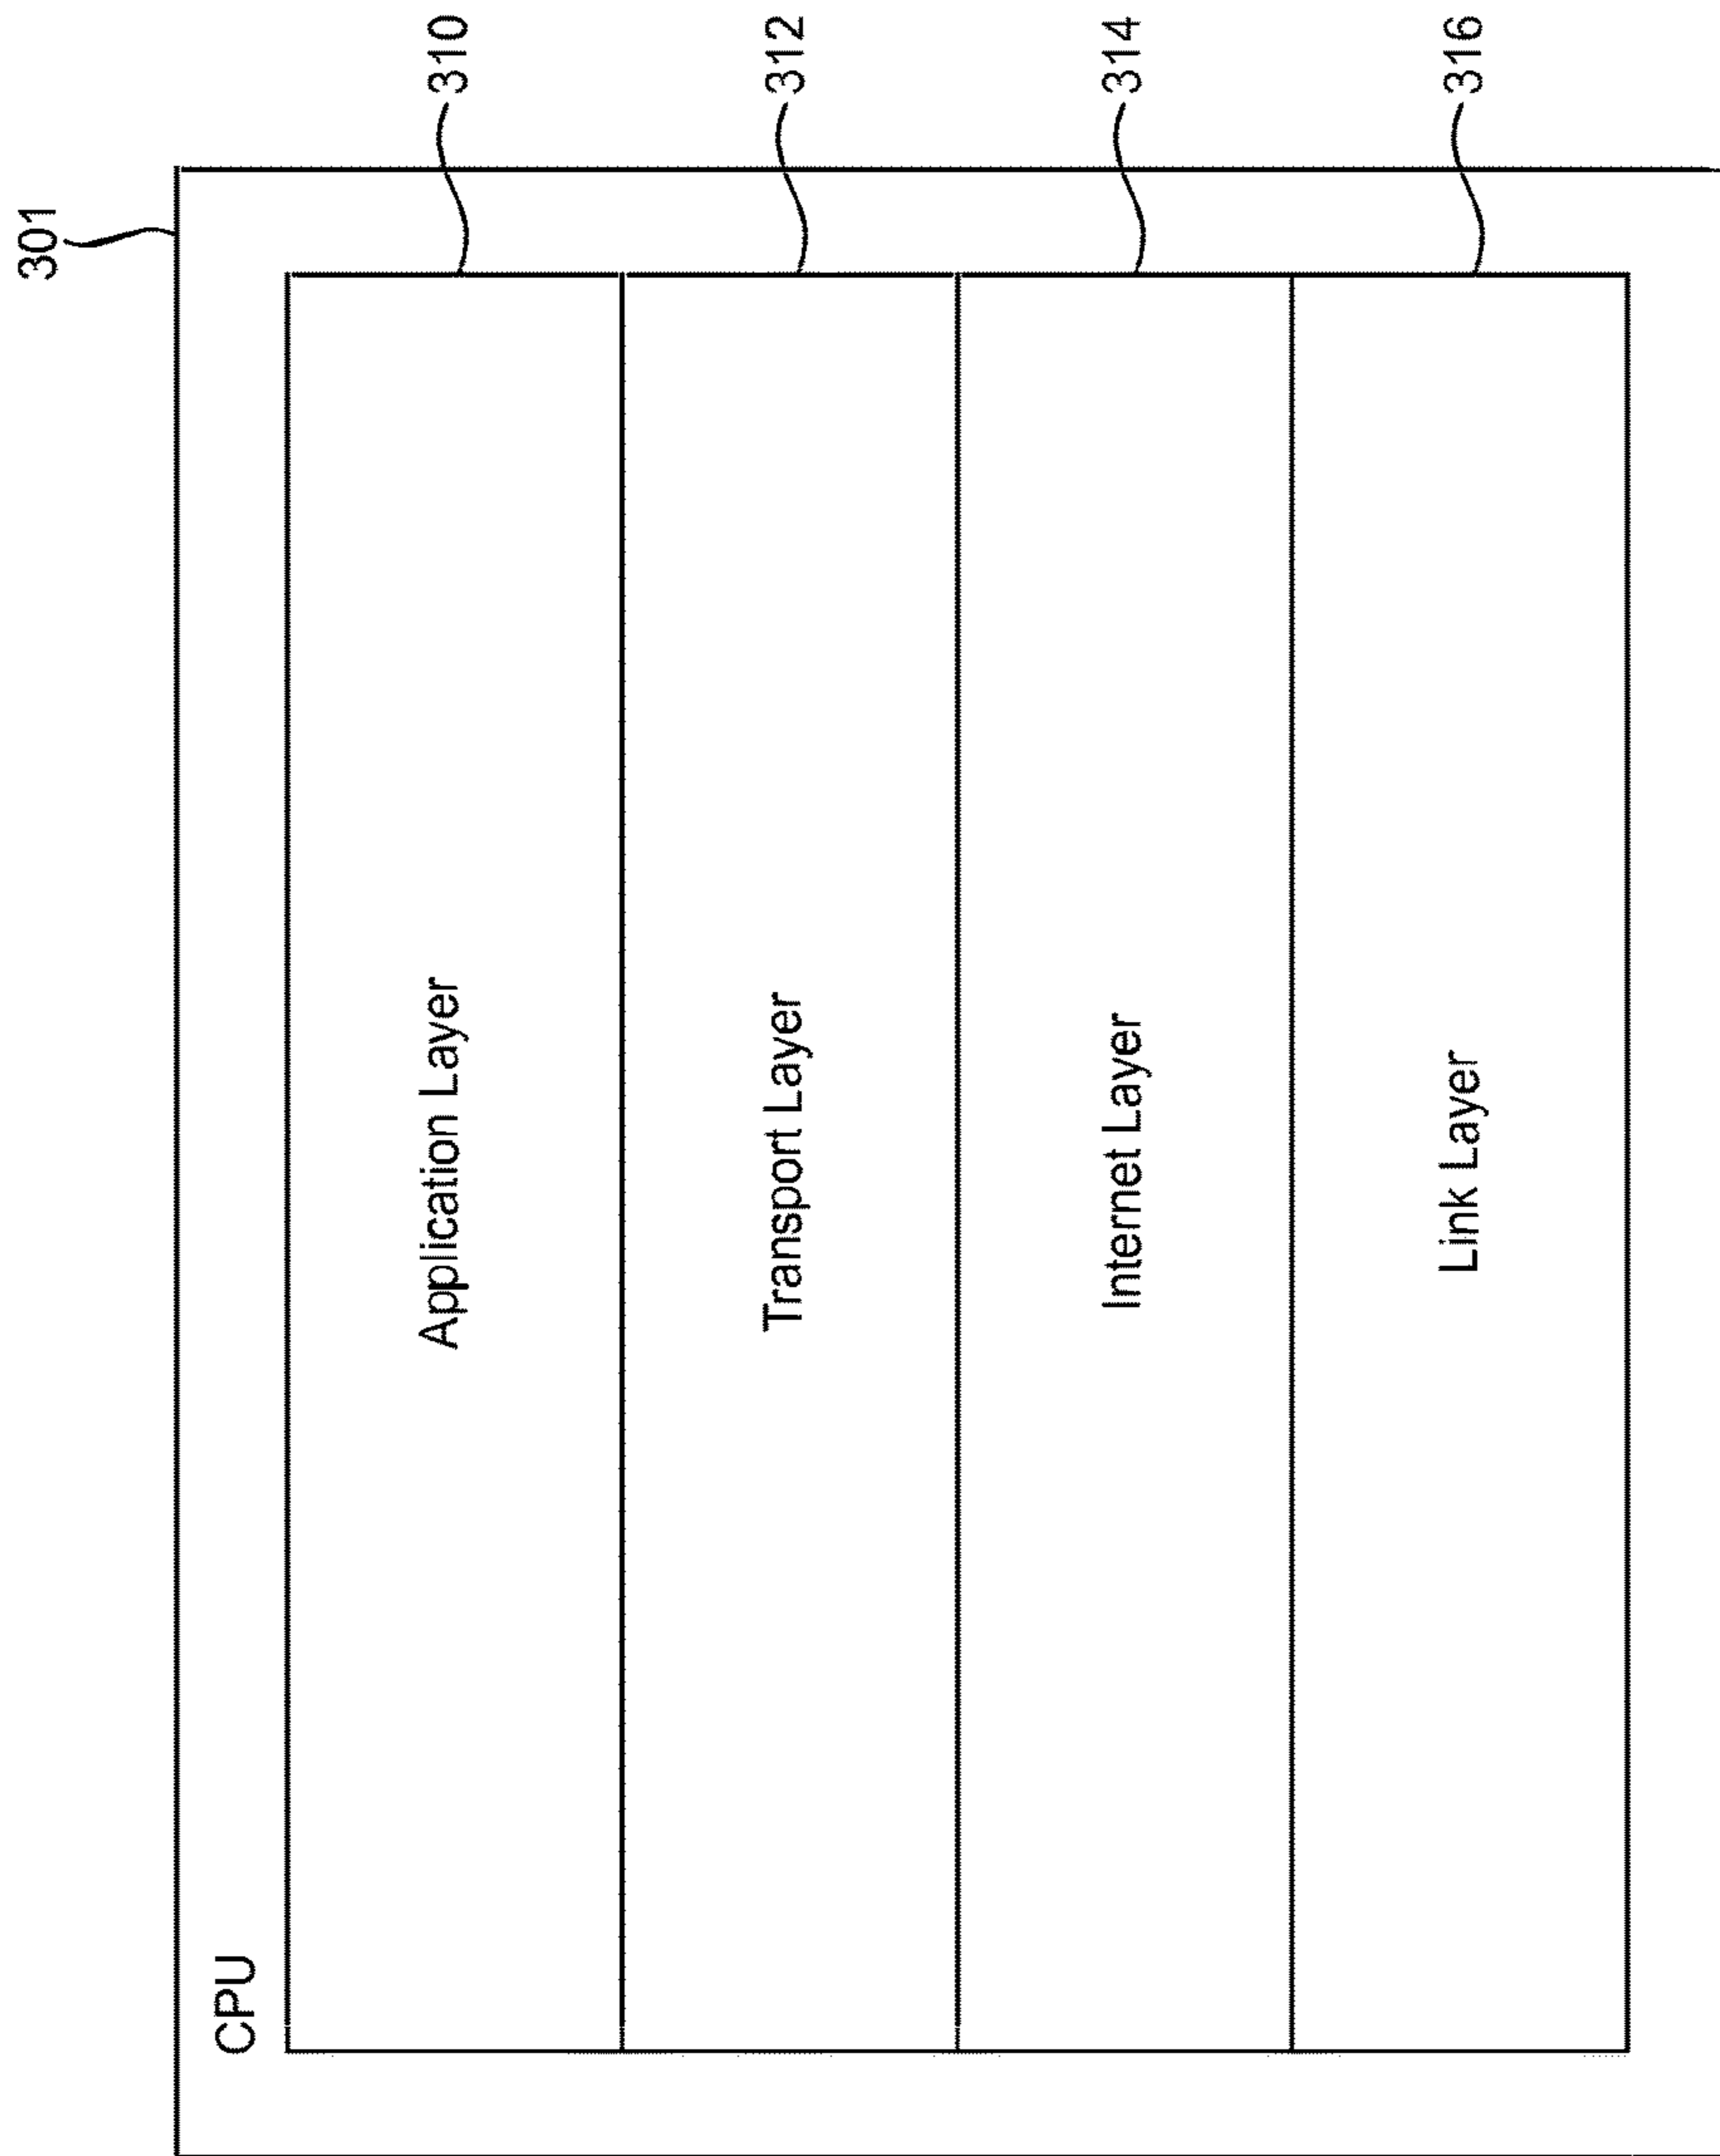 301
CPU
Application Layer
310
Transport Layer
312
Internet Layer
314
Link Layer
316